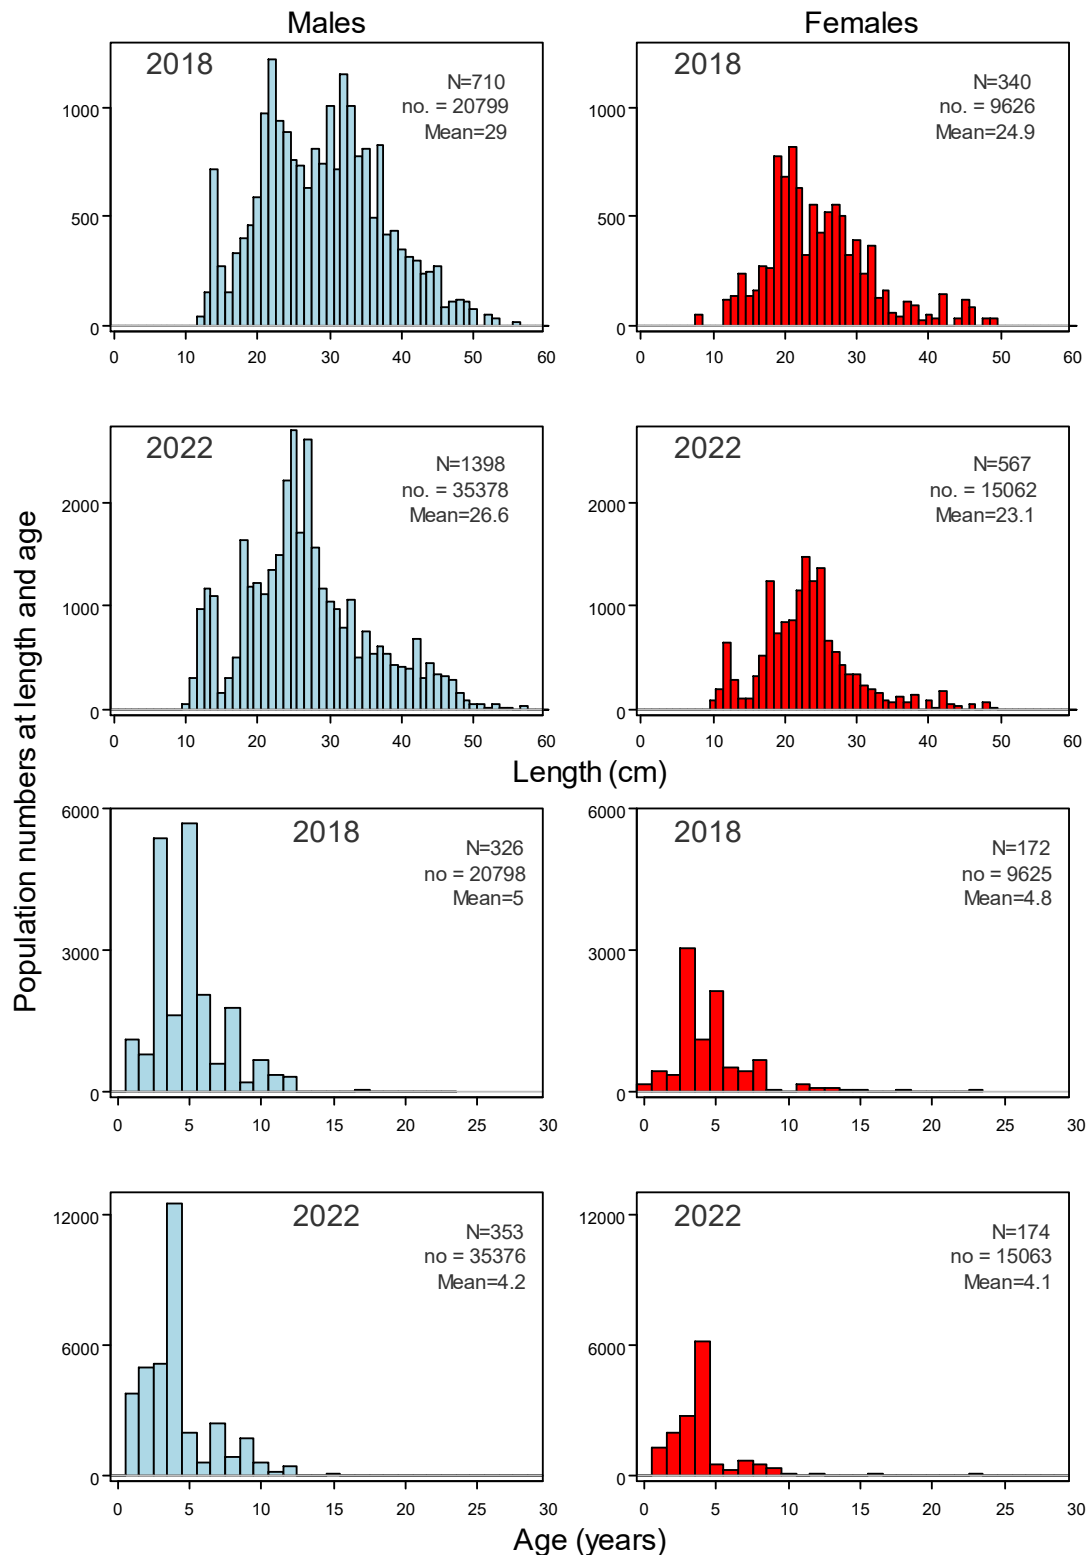 Males
Females
2018
N=710
no. = 20799
Mean=29
1000
500
0
0 10 20 30 40 50 60
2018
N=340
no. = 9626
Mean=24.9
1000
500
0
0 10 20 30 40 50 60
2022
N=1398
no. = 35378
Mean=26.6
2000
1000
0
0 10 20 30 40 50 60
2022
N=567
no. = 15062
Mean=23.1
2000
1000
0
0 10 20 30 40 50 60
Length (cm)
Population numbers at length and age
2018
N=326
no = 20798
Mean=5
6000
3000
0
0 5 10 15 20 25 30
2018
N=172
no = 9625
Mean=4.8
6000
3000
0
0 5 10 15 20 25 30
2022
N=353
no = 35376
Mean=4.2
12000
6000
0
0 5 10 15 20 25 30
2022
N=174
no = 15063
Mean=4.1
12000
6000
0
0 5 10 15 20 25 30
Age (years)